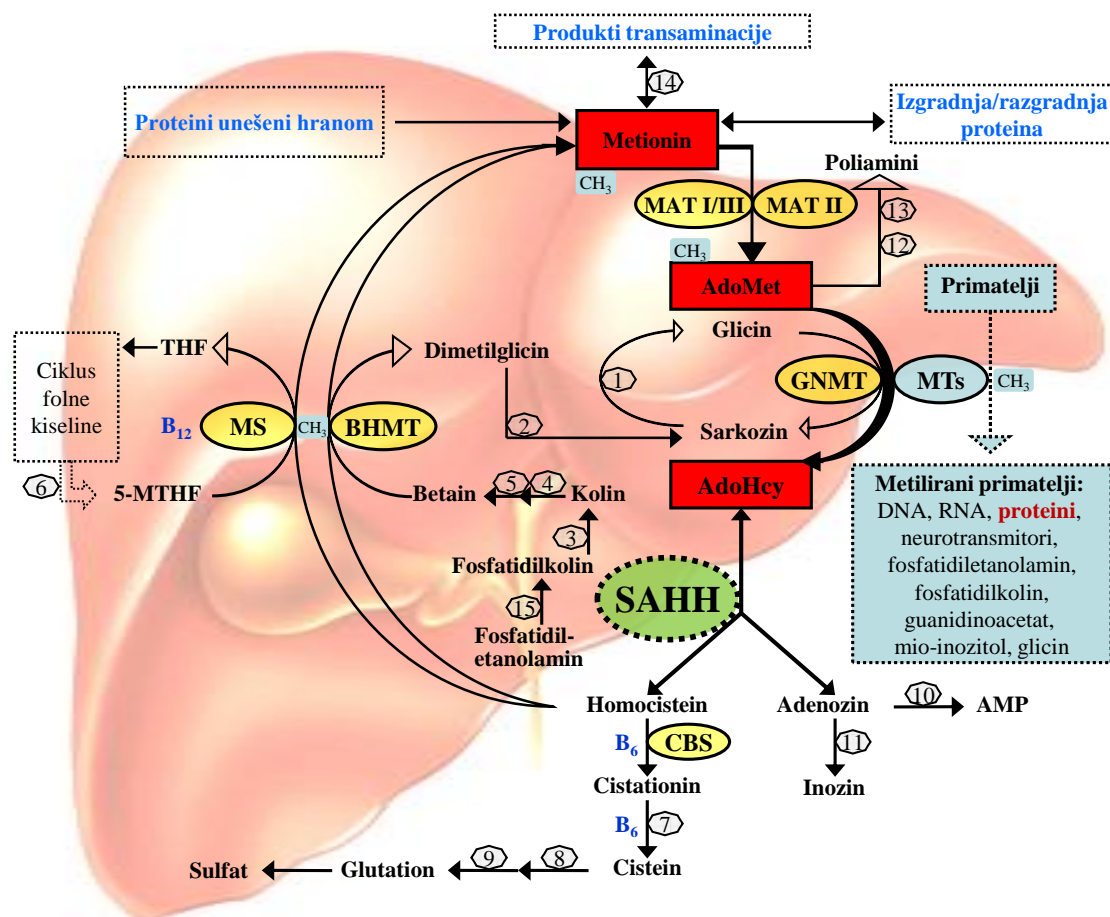 Produkti transaminacije
14
Proteini unešeni hranom
Metionin
Izgradnja/razgradnja
proteina
CH3
Poliamini
MAT I/III
MAT II
13
12
CH3
AdoMet
Primatelji
Glicin
THF
Dimetilglicin
Ciklus
folne
kiseline
1
GNMT
MTs
CH3
B12
MS
CH3
BHMT
2
Sarkozin
6
5-MTHF
Betain
5
4
Kolin
AdoHcy
Metilirani primatelji:
DNA, RNA, proteini,
neurotransmitori,
fosfatidiletanolamin,
fosfatidilkolin,
guanidinoacetat,
mio-inozitol, glicin
3
Fosfatidilkolin
15
SAHH
Fosfatidil-
etanolamin
Homocistein
Adenozin
10
AMP
B6
CBS
11
Cistationin
Inozin
B6
7
Sulfat
Glutation
9
8
Cistein